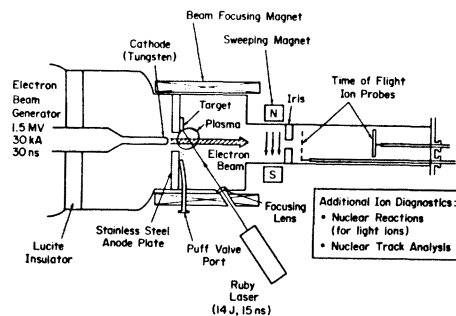 Beam Focusing Magnet
Sweeping Magnet
Cathode
(Tungsten)
Target
Plasma
Iris
Time of Flight
Ion Probes
N
Electron
Beam
Generator
1.5 MV
30 kA
30 ns
Electron
Beam
S
Focusing
Lens
Stainless Steel
Anode Plate
Puff Valve
Port
Lucite
Insulator
Ruby
Laser
(14 J, 15 ns)
Additional Ion Diagnostics:
• Nuclear Reactions
(for light ions)
• Nuclear Track Analysis